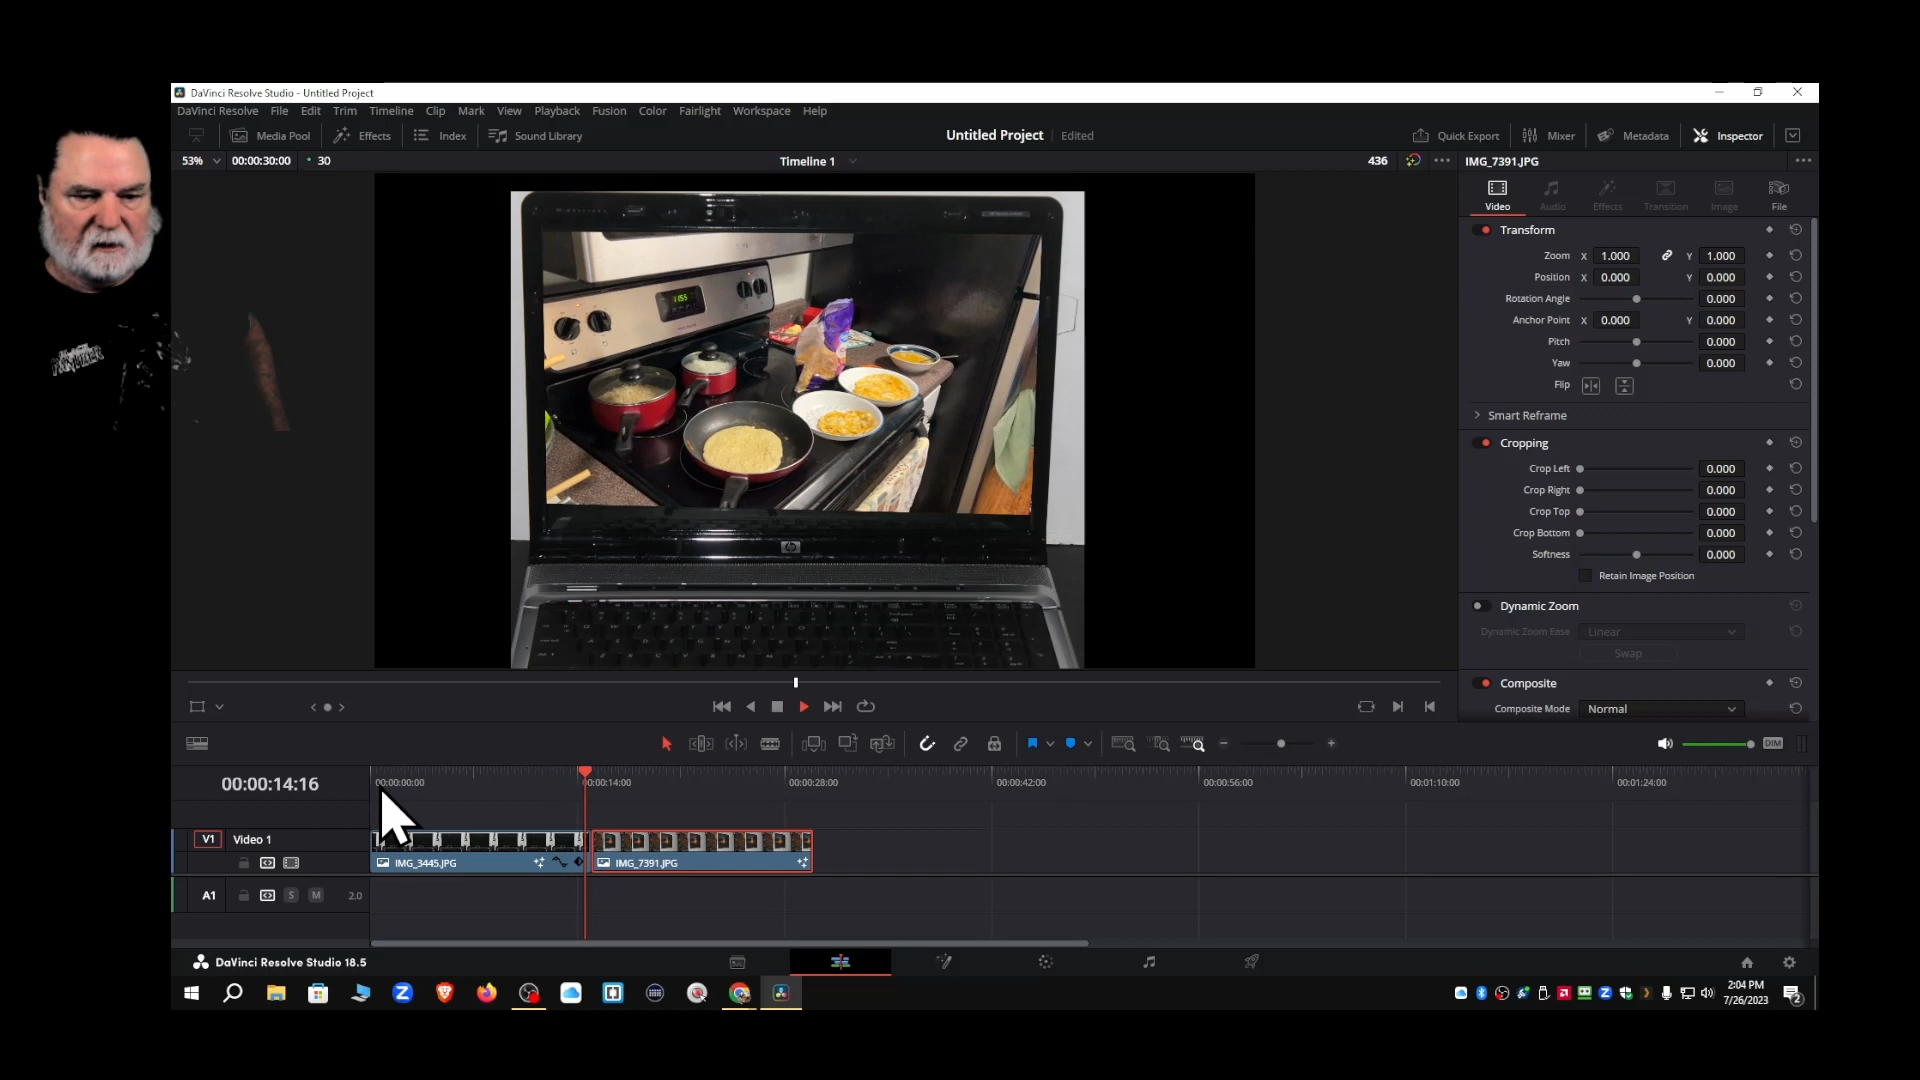 DaVinci Resolve Studio - Untitled Project
DaVinci Resolve File Edit Trim Timeline Clip Mark View Playback Fusion Color Fairlight Workspace Help
Media Pool Effects Index Sound Library Untitled Project Edited Quick Export Mixer Metadata Inspector
53% 00:00:30:00 30 Timeline 1 436 IMG_7391.JPG
Video Audio Effects Transition Image File
Transform
Zoom X 1.000 Y 1.000
Position X 0.000 Y 0.000
Rotation Angle 0.000
Anchor Point X 0.000 Y 0.000
Pitch 0.000
Yaw 0.000
Flip
Smart Reframe
Cropping
Crop Left 0.000
Crop Right 0.000
Crop Top 0.000
Crop Bottom 0.000
Softness 0.000
Retain Image Position
Dynamic Zoom
Dynamic Zoom Ease Linear
Swap
Composite
Composite Mode Normal
1155
hp
DIM
00:00:14:16 00:00:00:00 00:00:14:00 00:00:28:00 00:00:42:00 00:00:56:00 00:01:10:00 00:01:24:00
V1 Video 1
IMG_3445.JPG IMG_7391.JPG
A1 S M 2.0
DaVinci Resolve Studio 18.5
2:04 PM
7/26/2023
2